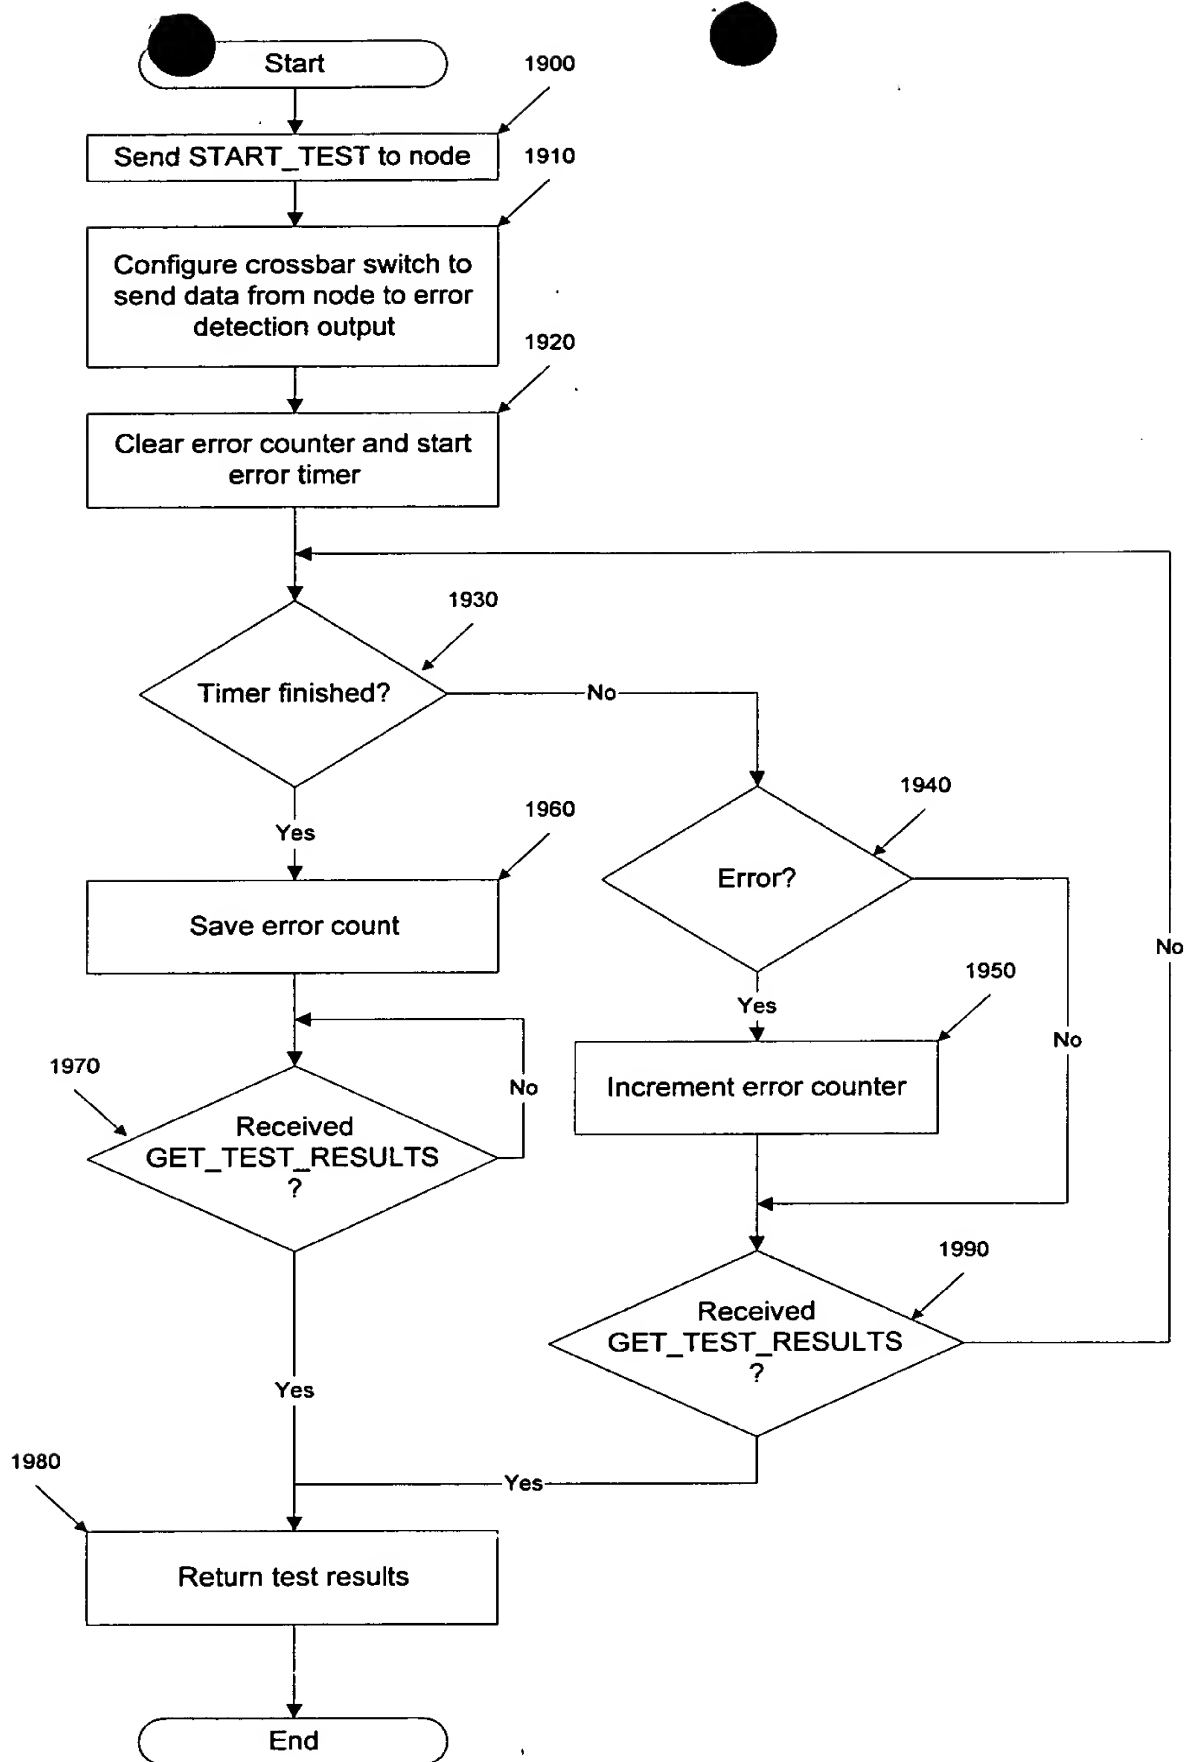 Start
1900
Send START_TEST to node
1910
Configure crossbar switch to
send data from node to error
detection output
1920
Clear error counter and start
error timer
1930
Timer finished?
No
1940
Yes
1960
Error?
Save error count
No
1950
Yes
No
1970
No
Increment error counter
Received
GET_TEST_RESULTS
?
1990
Received
GET_TEST_RESULTS
?
Yes
1980
Yes
Return test results
End